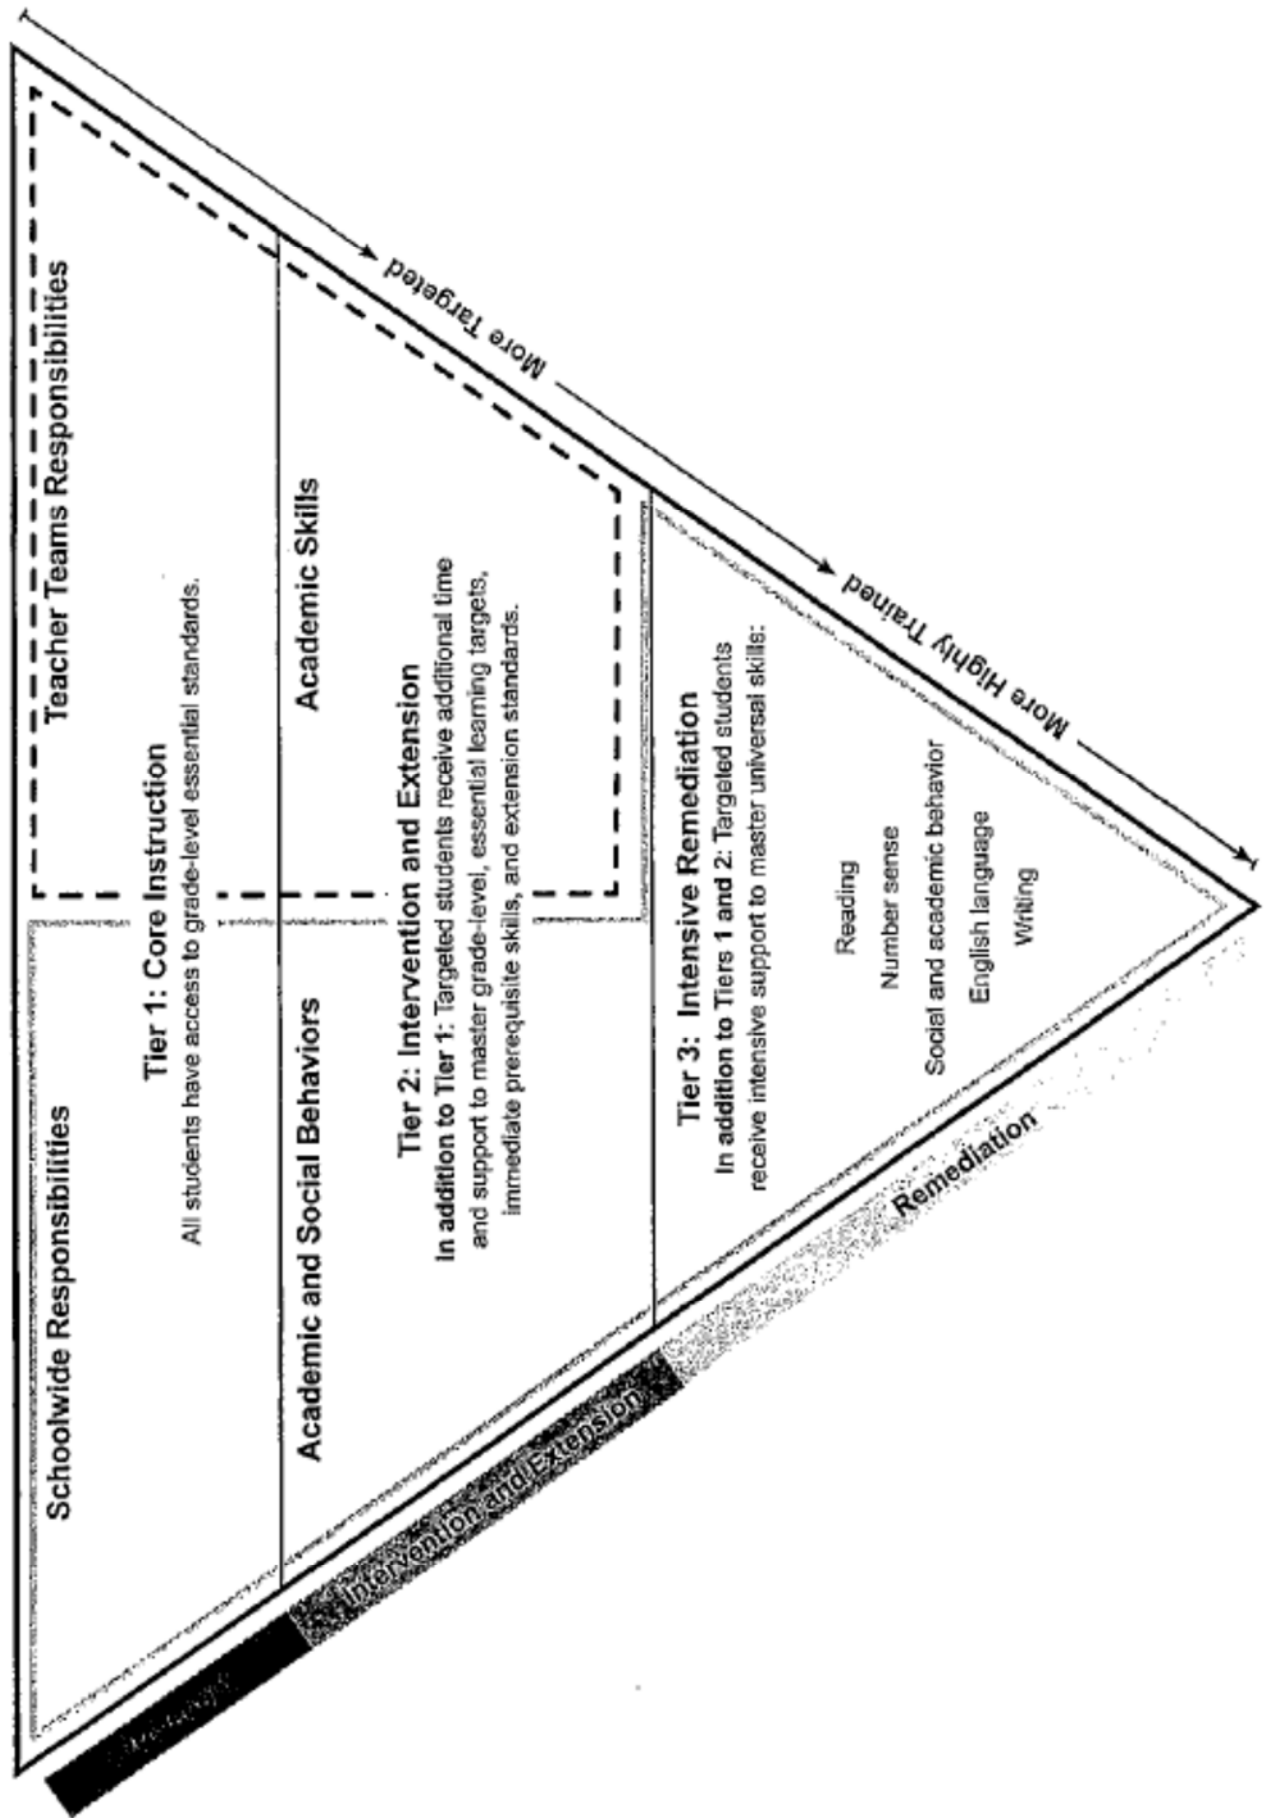 Schoolwide Responsibilities
Teacher Teams Responsibilities
Tier 1: Core Instruction
All students have access to grade-level essential standards.
Academic and Social Behaviors
Academic Skills
Tier 2: Intervention and Extension
In addition to Tier 1: Targeted students receive additional time
and support to master grade-level, essential learning targets,
immediate prerequisite skills, and extension standards.
Tier 3: Intensive Remediation
In addition to Tiers 1 and 2: Targeted students
receive intensive support to master universal skills:
Reading
Number sense
Social and academic behavior
English language
Writing
Intervention and Extension
Remediation
More Targeted
More Highly Trained